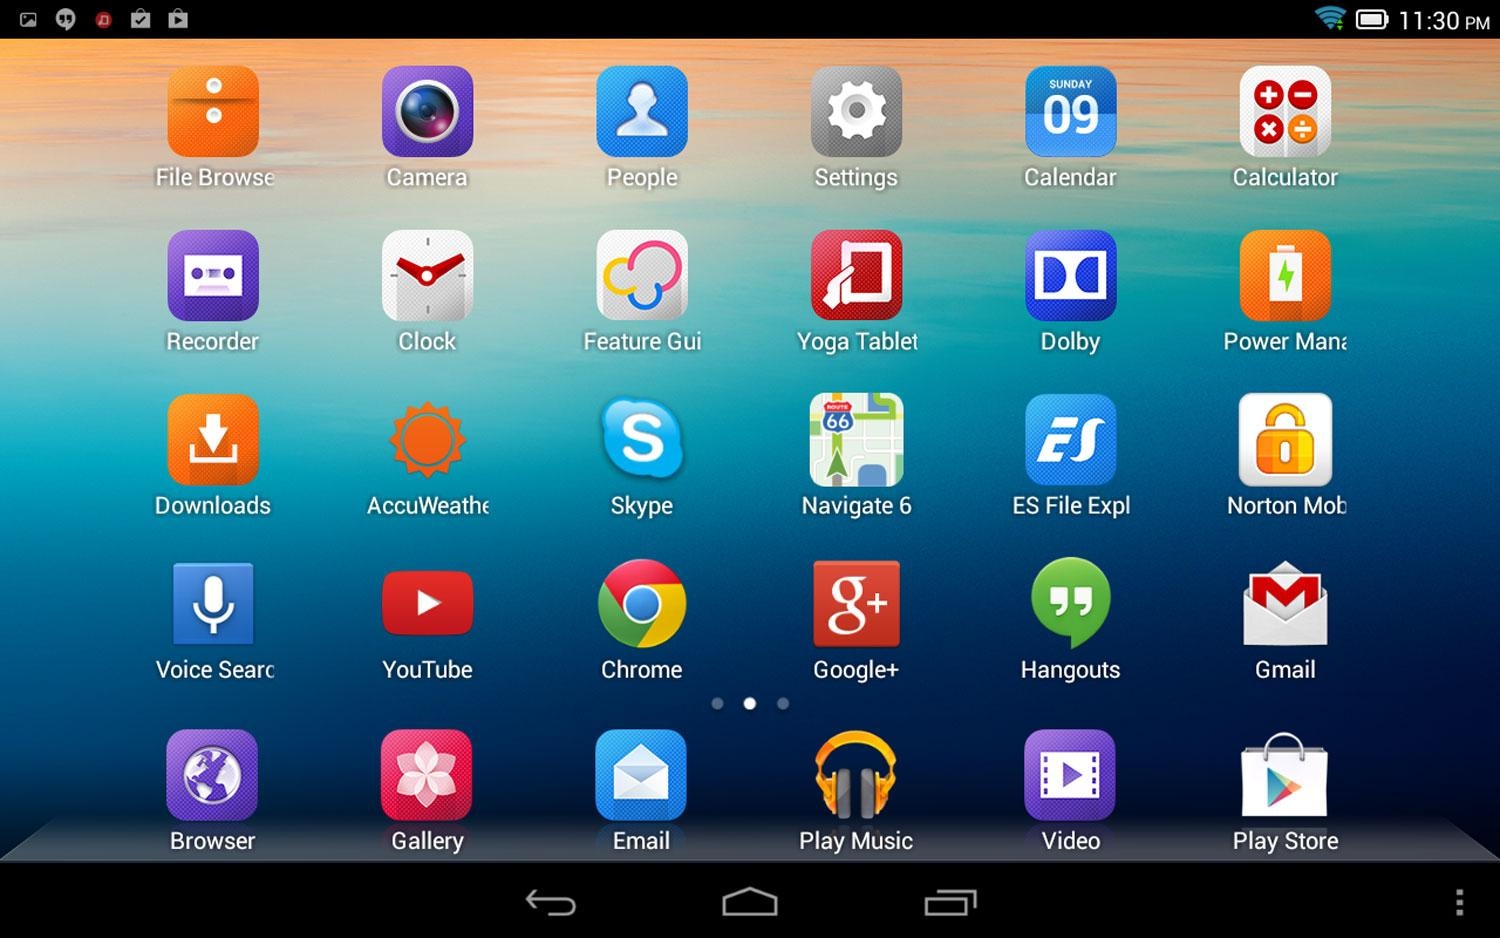 11:30 PM
SUNDAY
09
File Browse
Camera
People
Settings
Calendar
Calculator
Recorder
Clock
Feature Gui
Yoga Tablet
Dolby
Power Mana
S
ROUTE
66
ES
Downloads
AccuWeathe
Skype
Navigate 6
ES File Expl
Norton Mob
g+
Voice Searc
YouTube
Chrome
Google+
Hangouts
Gmail
Browser
Gallery
Email
Play Music
Video
Play Store